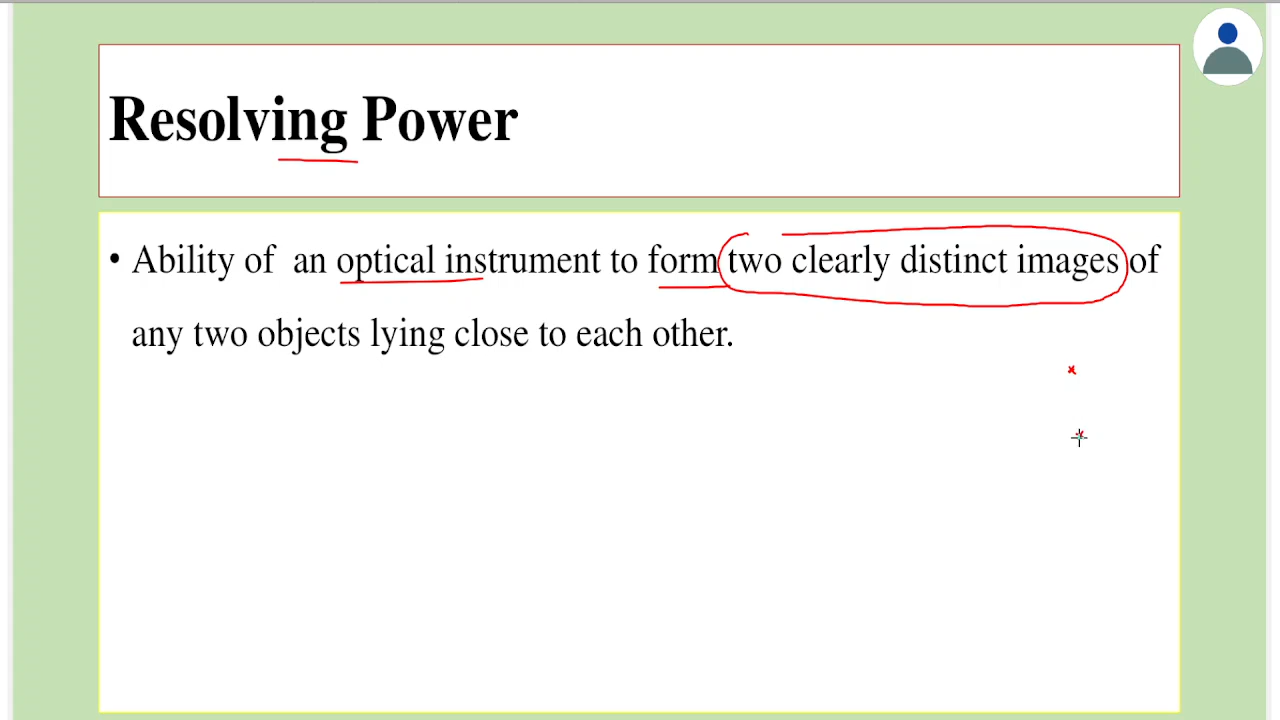 Resolving Power
• Ability of an optical instrument to form two clearly distinct images of
any two objects lying close to each other.